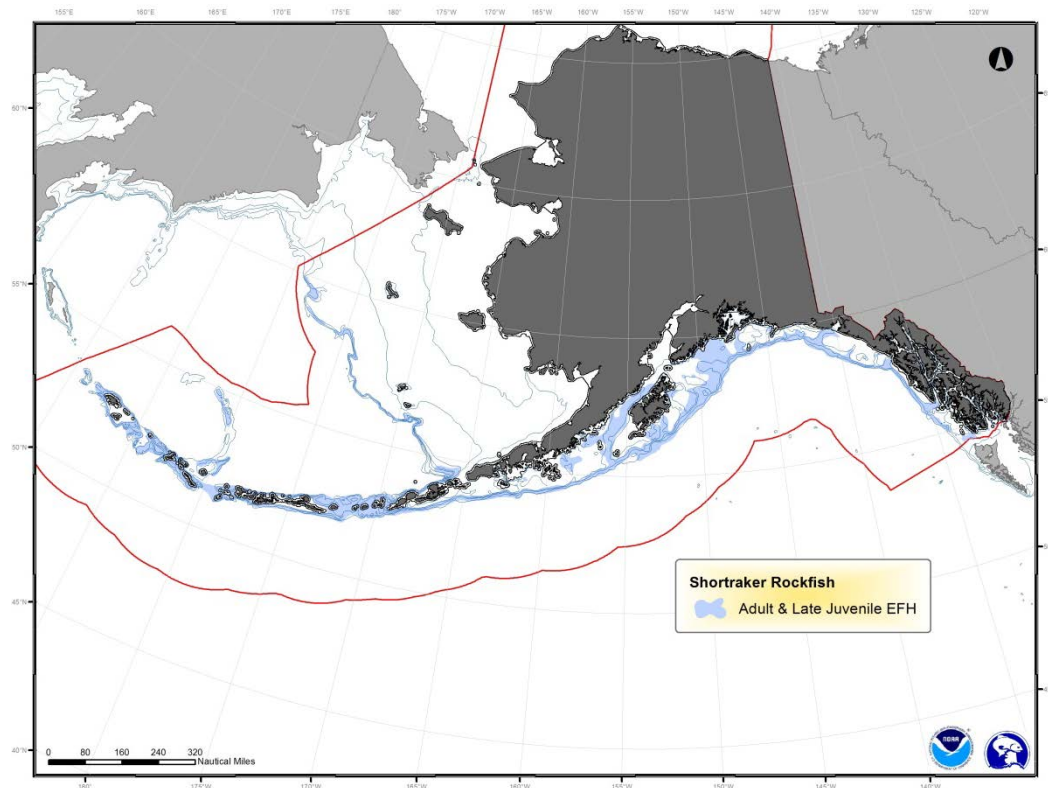 155°E 160°E 165°E 170°E 175°E 180° 175°W 170°W 165°W 160°W 155°W 150°W 145°W 140°W 135°W 130°W 120°W
60°N
55°N
50°N
45°N
40°N
Shortraker Rockfish
Adult & Late Juvenile EFH
0 80 160 240 320
Nautical Miles
NOAA
180° 175°W 170°W 165°W 160°W 155°W 150°W 145°W 140°W